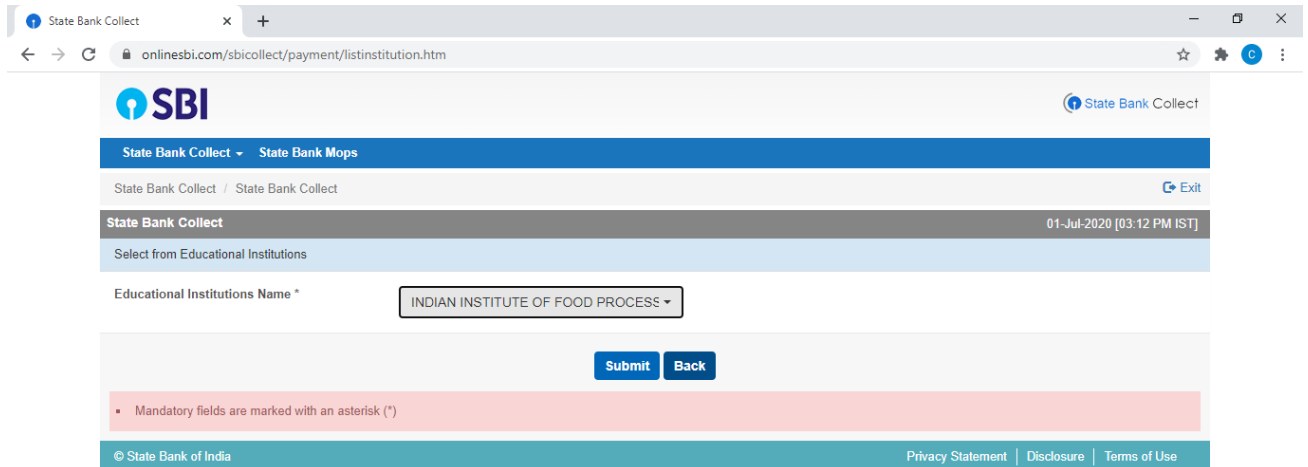 State Bank Collect
onlinesbi.com/sbicollect/payment/listinstitution.htm
C
SBI
State Bank Collect
State Bank Collect State Bank Mops
State Bank Collect / State Bank Collect
Exit
State Bank Collect
01-Jul-2020 [03:12 PM IST]
Select from Educational Institutions
Educational Institutions Name *
INDIAN INSTITUTE OF FOOD PROCESS
Submit Back
Mandatory fields are marked with an asterisk (*)
© State Bank of India
Privacy Statement | Disclosure | Terms of Use